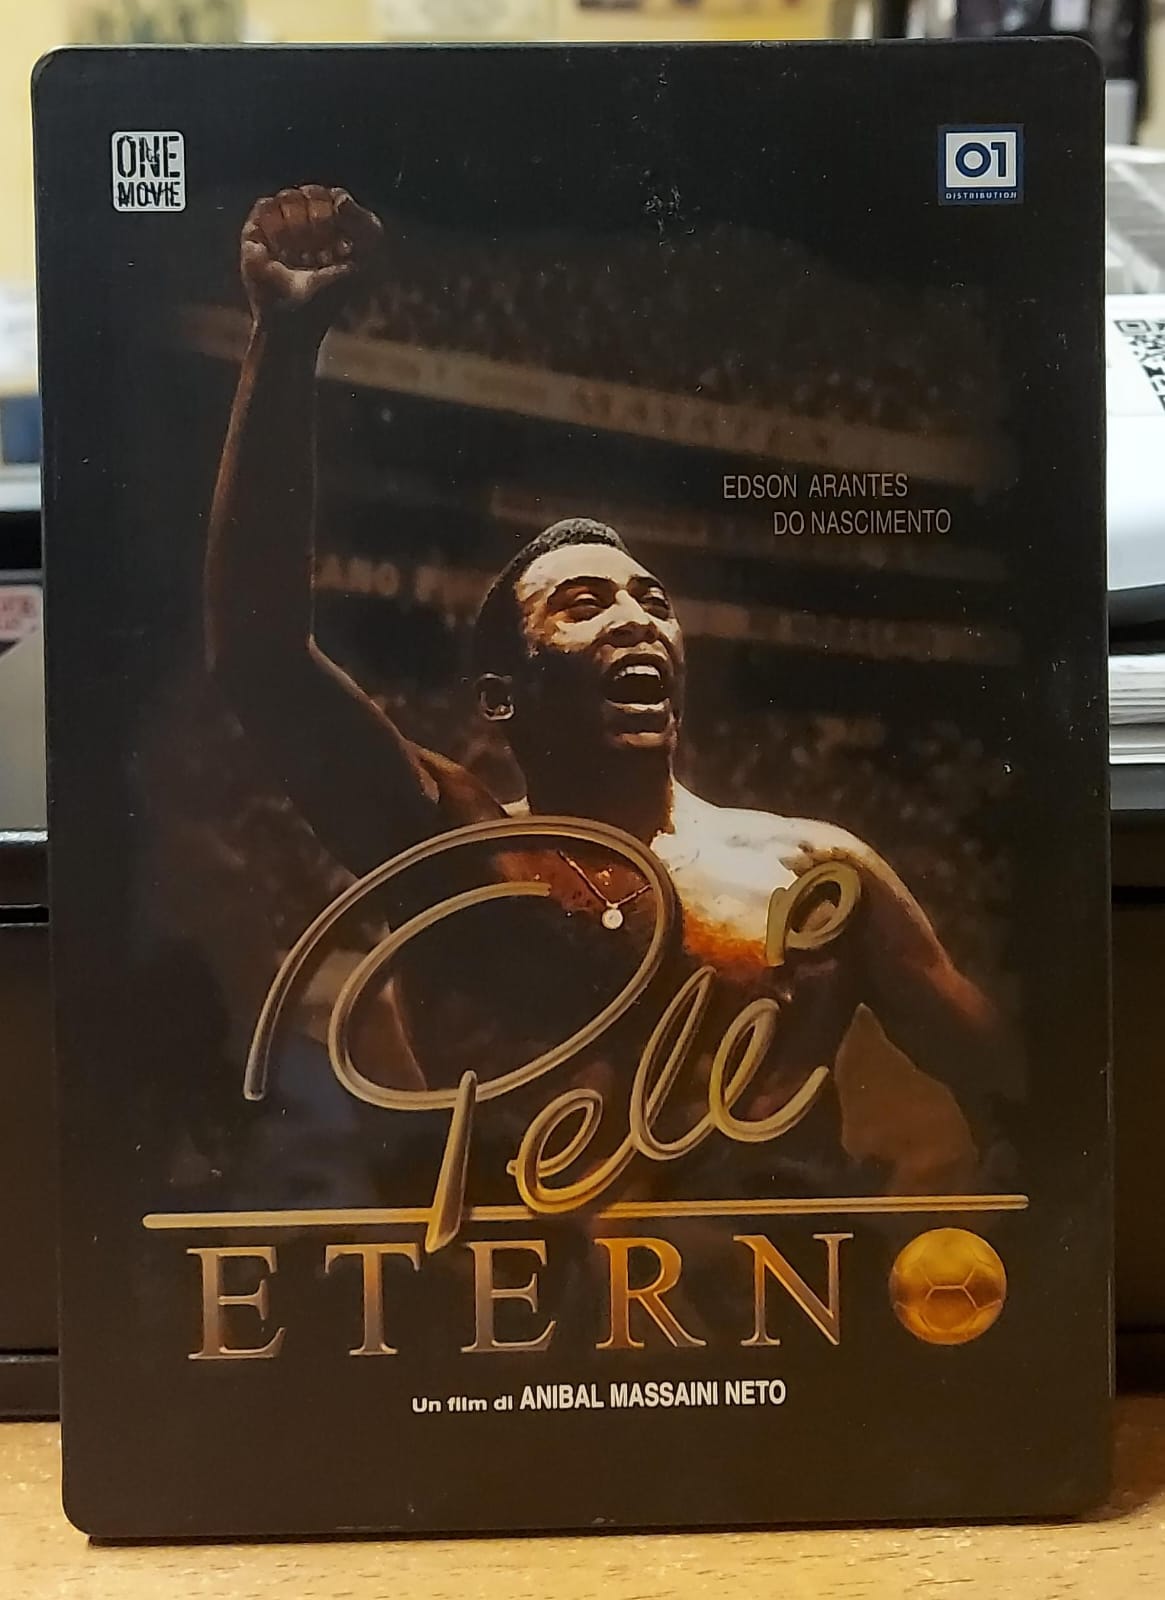 ONE
MOVIE
01
DISTRIBUTION
EDSON ARANTES
DO NASCIMENTO
Pelé
ETERNO
Un film di ANIBAL MASSAINI NETO